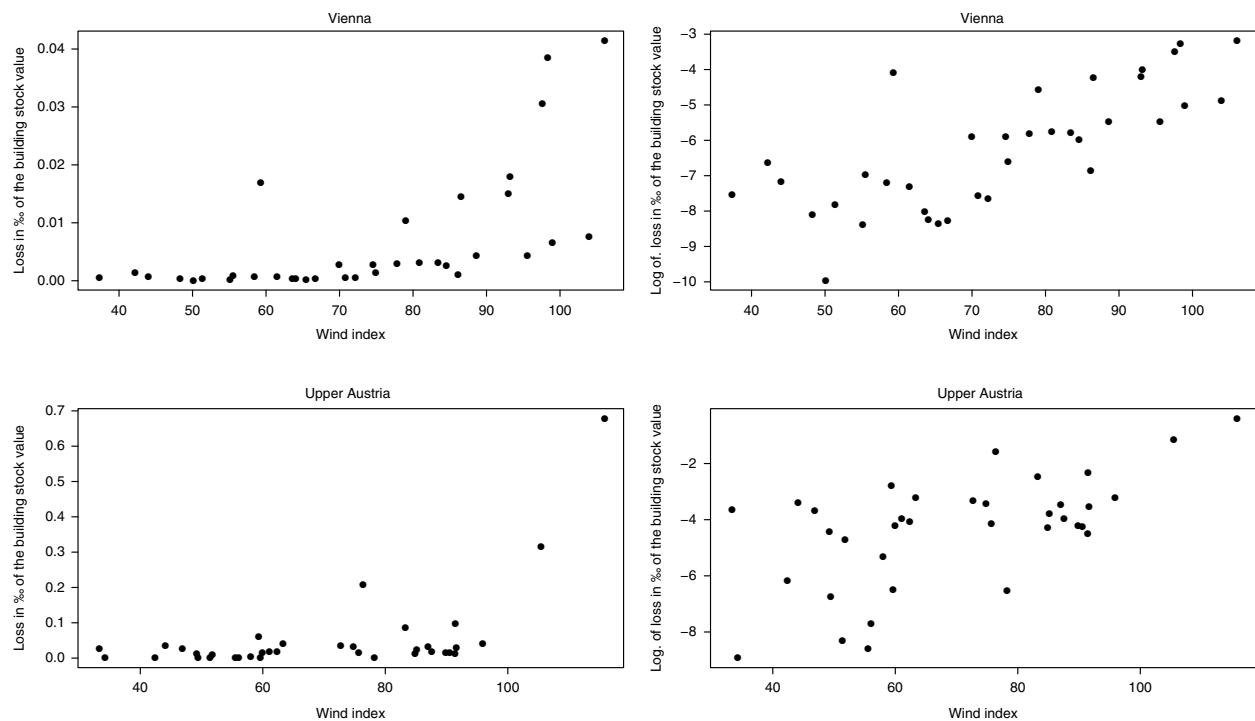 Vienna
Loss in ‰ of the building stock value
0.04
0.03
0.02
0.01
0.00
40 50 60 70 80 90 100
Wind index
Vienna
Log of. loss in ‰ of the building stock value
−3
−4
−5
−6
−7
−8
−9
−10
40 50 60 70 80 90 100
Wind index
Upper Austria
Loss in ‰ of the building stock value
0.7
0.6
0.5
0.4
0.3
0.2
0.1
0.0
40 60 80 100
Wind index
Upper Austria
Log. of loss in ‰ of the building stock value
−2
−4
−6
−8
40 60 80 100
Wind index